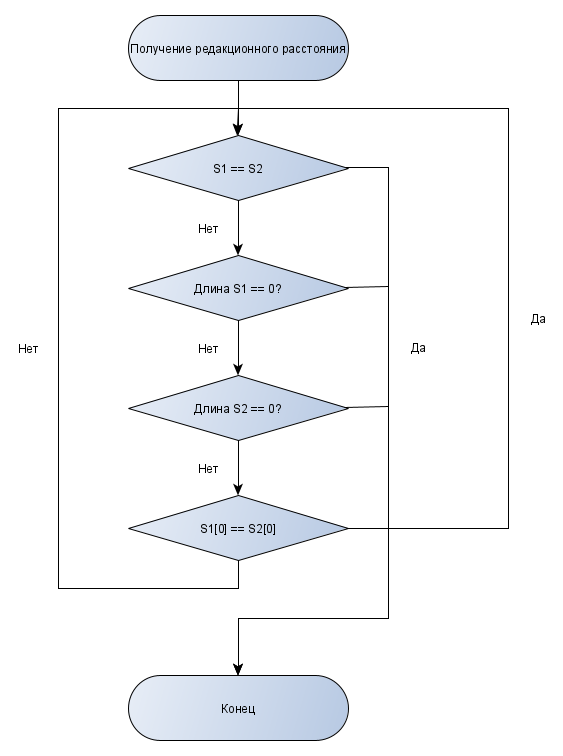 Получение редакционного расстояния
S1 == S2
Нет
Длина S1 == 0?
Да
Нет
Да
Нет
Длина S2 == 0?
Нет
S1[0] == S2[0]
Конец